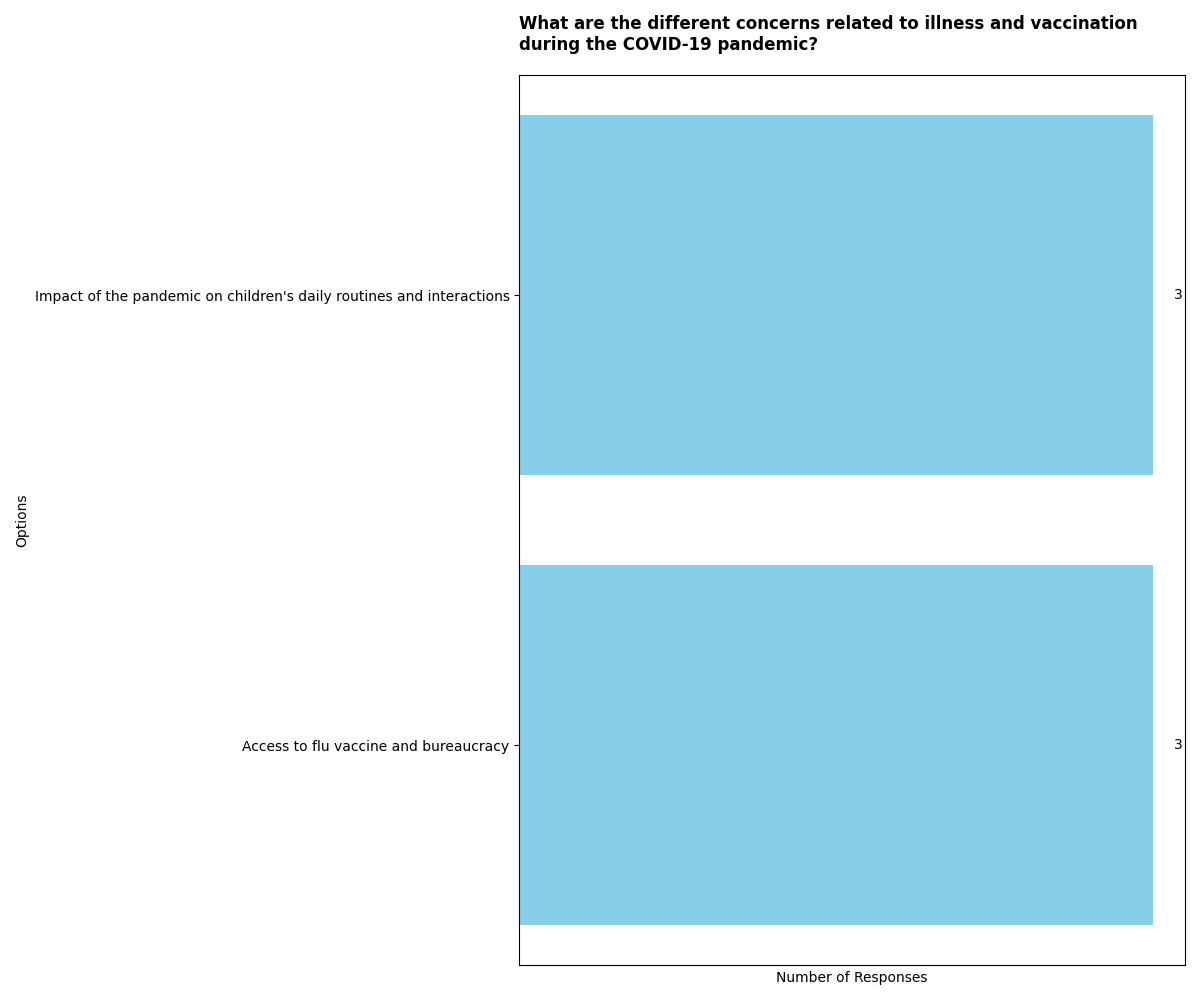 What are the different concerns related to illness and vaccination
during the COVID-19 pandemic?
Impact of the pandemic on children's daily routines and interactions
3
Options
Access to flu vaccine and bureaucracy
3
Number of Responses